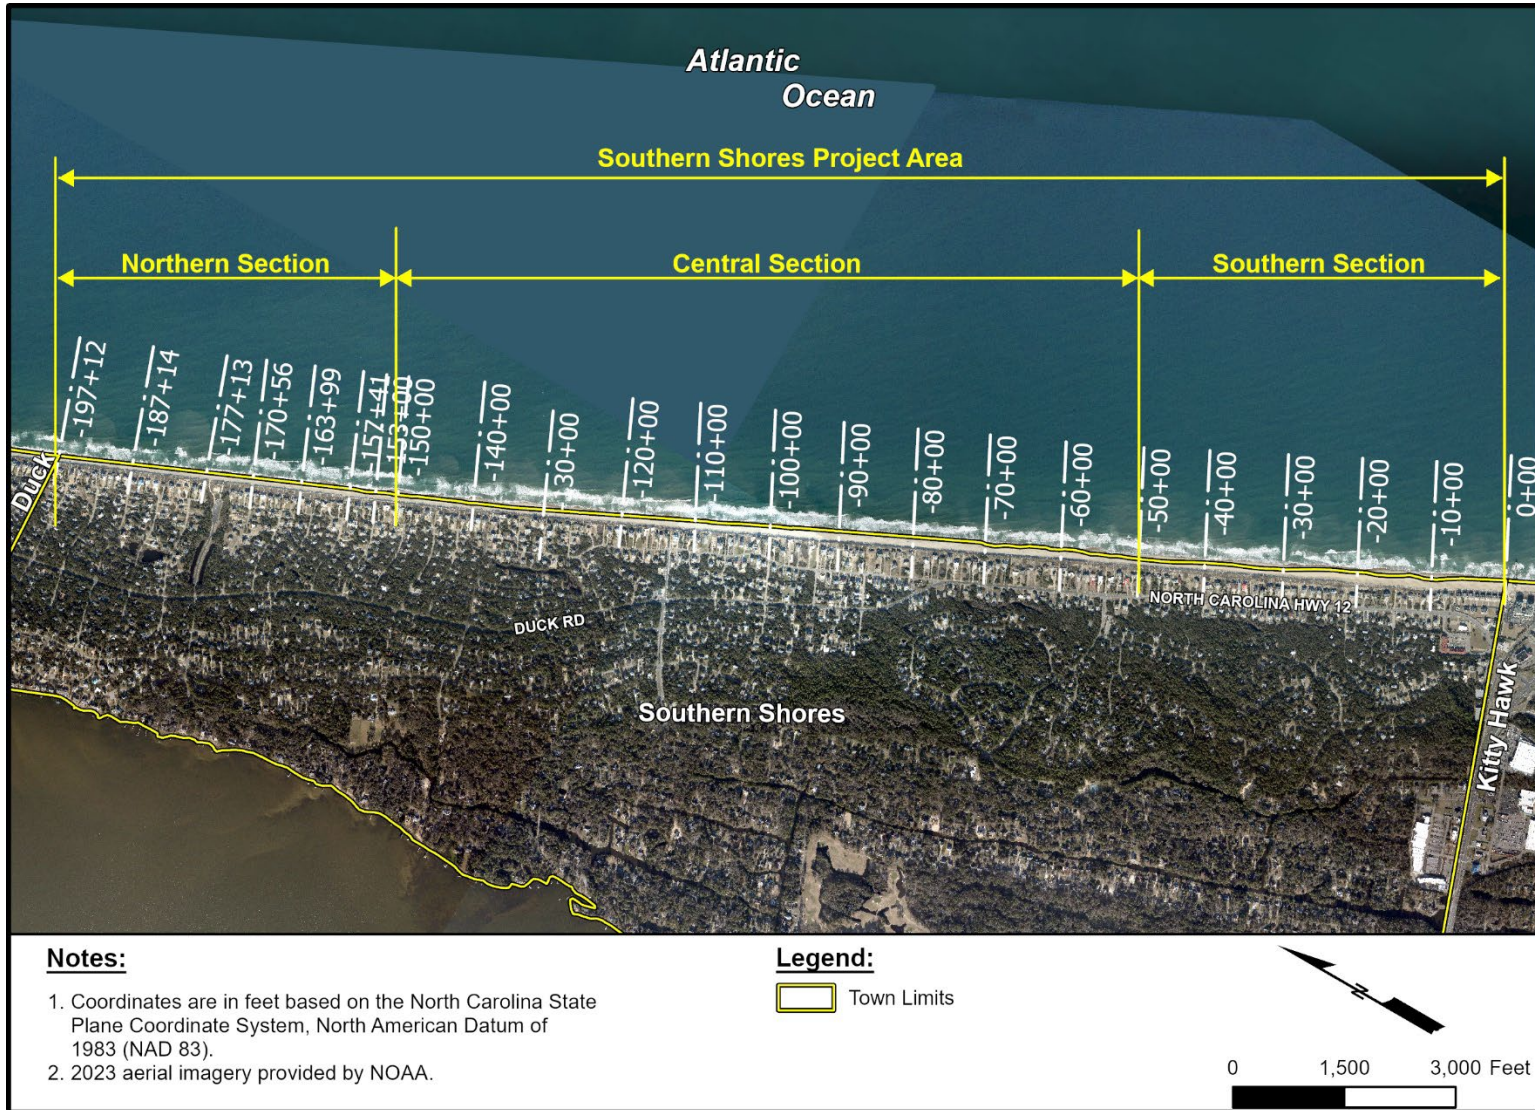 Atlantic
Ocean
Southern Shores Project Area
Northern Section
Central Section
Southern Section
-197+12
-187+14
-177+13
-170+56
-163+99
-157+41
-153+00
-150+00
-140+00
-30+00
-120+00
-110+00
-100+00
-90+00
-80+00
-70+00
-60+00
-50+00
-40+00
-30+00
-20+00
-10+00
0+00
Duck
NORTH CAROLINA HWY 12
DUCK RD
Southern Shores
Kitty Hawk
Notes:
1. Coordinates are in feet based on the North Carolina State
Plane Coordinate System, North American Datum of
1983 (NAD 83).
2. 2023 aerial imagery provided by NOAA.
Legend:
Town Limits
N
0 1,500 3,000 Feet